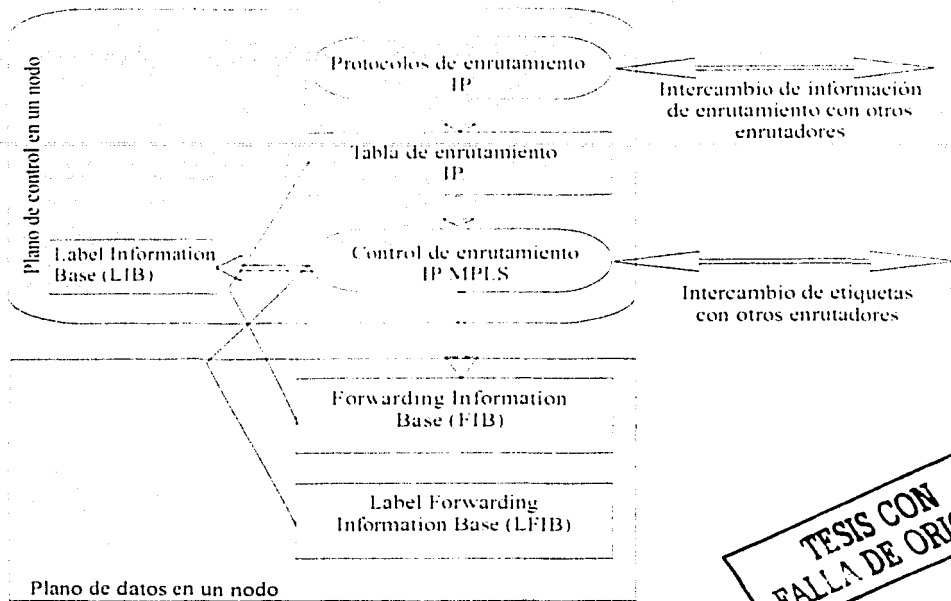 Plano de control en un nodo
Protocolos de enrutamiento
IP
Intercambio de información
de enrutamiento con otros
enrutadores
Tabla de enrutamiento
IP
Label Information
Base (LIB)
Control de enrutamiento
IP MPLS
Intercambio de etiquetas
con otros enrutadores
Forwarding Information
Base (FIB)
Label Forwarding
Information Base (LFIB)
Plano de datos en un nodo
TESIS CON
FALLA DE